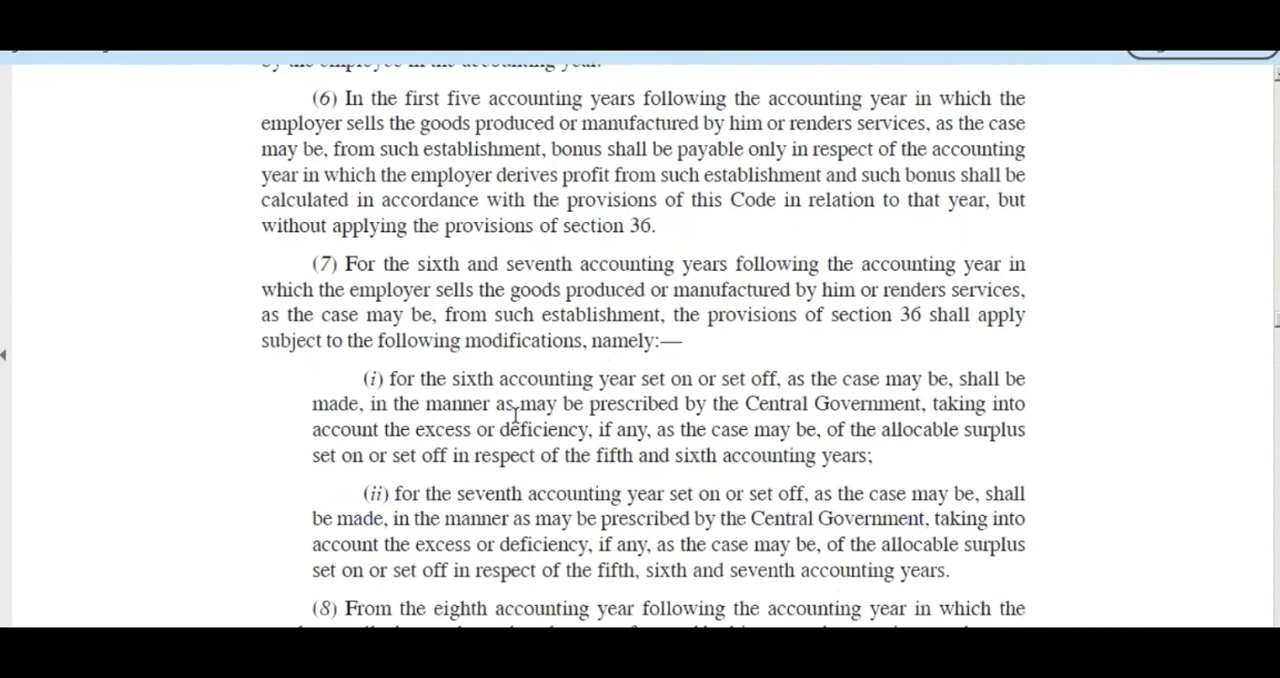 by the employee in the accounting year.
(6) In the first five accounting years following the accounting year in which the
employer sells the goods produced or manufactured by him or renders services, as the case
may be, from such establishment, bonus shall be payable only in respect of the accounting
year in which the employer derives profit from such establishment and such bonus shall be
calculated in accordance with the provisions of this Code in relation to that year, but
without applying the provisions of section 36.
(7) For the sixth and seventh accounting years following the accounting year in
which the employer sells the goods produced or manufactured by him or renders services,
as the case may be, from such establishment, the provisions of section 36 shall apply
subject to the following modifications, namely:—
(i) for the sixth accounting year set on or set off, as the case may be, shall be
made, in the manner as may be prescribed by the Central Government, taking into
account the excess or deficiency, if any, as the case may be, of the allocable surplus
set on or set off in respect of the fifth and sixth accounting years;
(ii) for the seventh accounting year set on or set off, as the case may be, shall
be made, in the manner as may be prescribed by the Central Government, taking into
account the excess or deficiency, if any, as the case may be, of the allocable surplus
set on or set off in respect of the fifth, sixth and seventh accounting years.
(8) From the eighth accounting year following the accounting year in which the